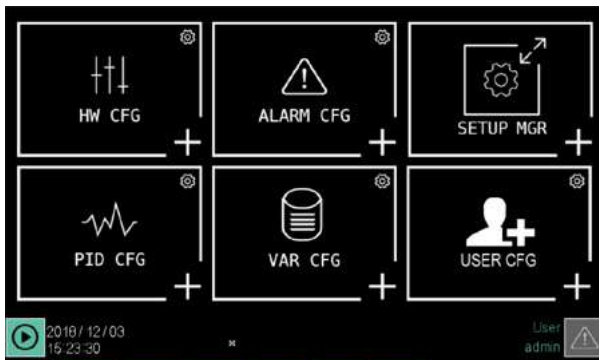 HW CFG
ALARM CFG
SETUP MGR
PID CFG
VAR CFG
USER CFG
2018/12/03
15:23:30
User
admin